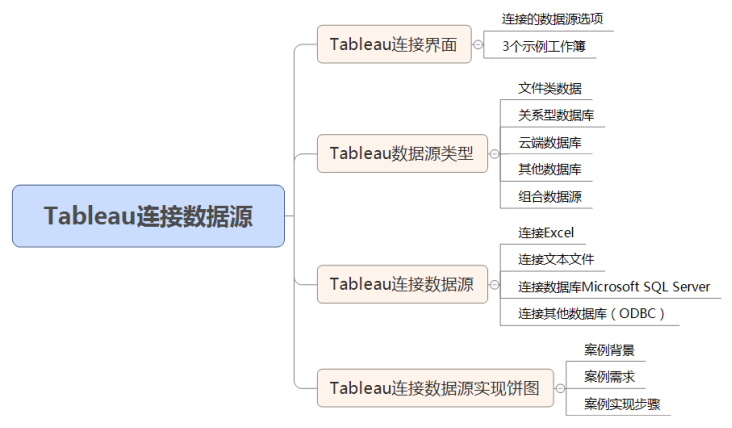 Tableau连接数据源
Tableau连接界面
连接的数据源选项
3个示例工作簿
Tableau数据源类型
文件类数据
关系型数据库
云端数据库
其他数据库
组合数据源
Tableau连接数据源
连接Excel
连接文本文件
连接数据库Microsoft SQL Server
连接其他数据库（ODBC）
Tableau连接数据源实现饼图
案例背景
案例需求
案例实现步骤